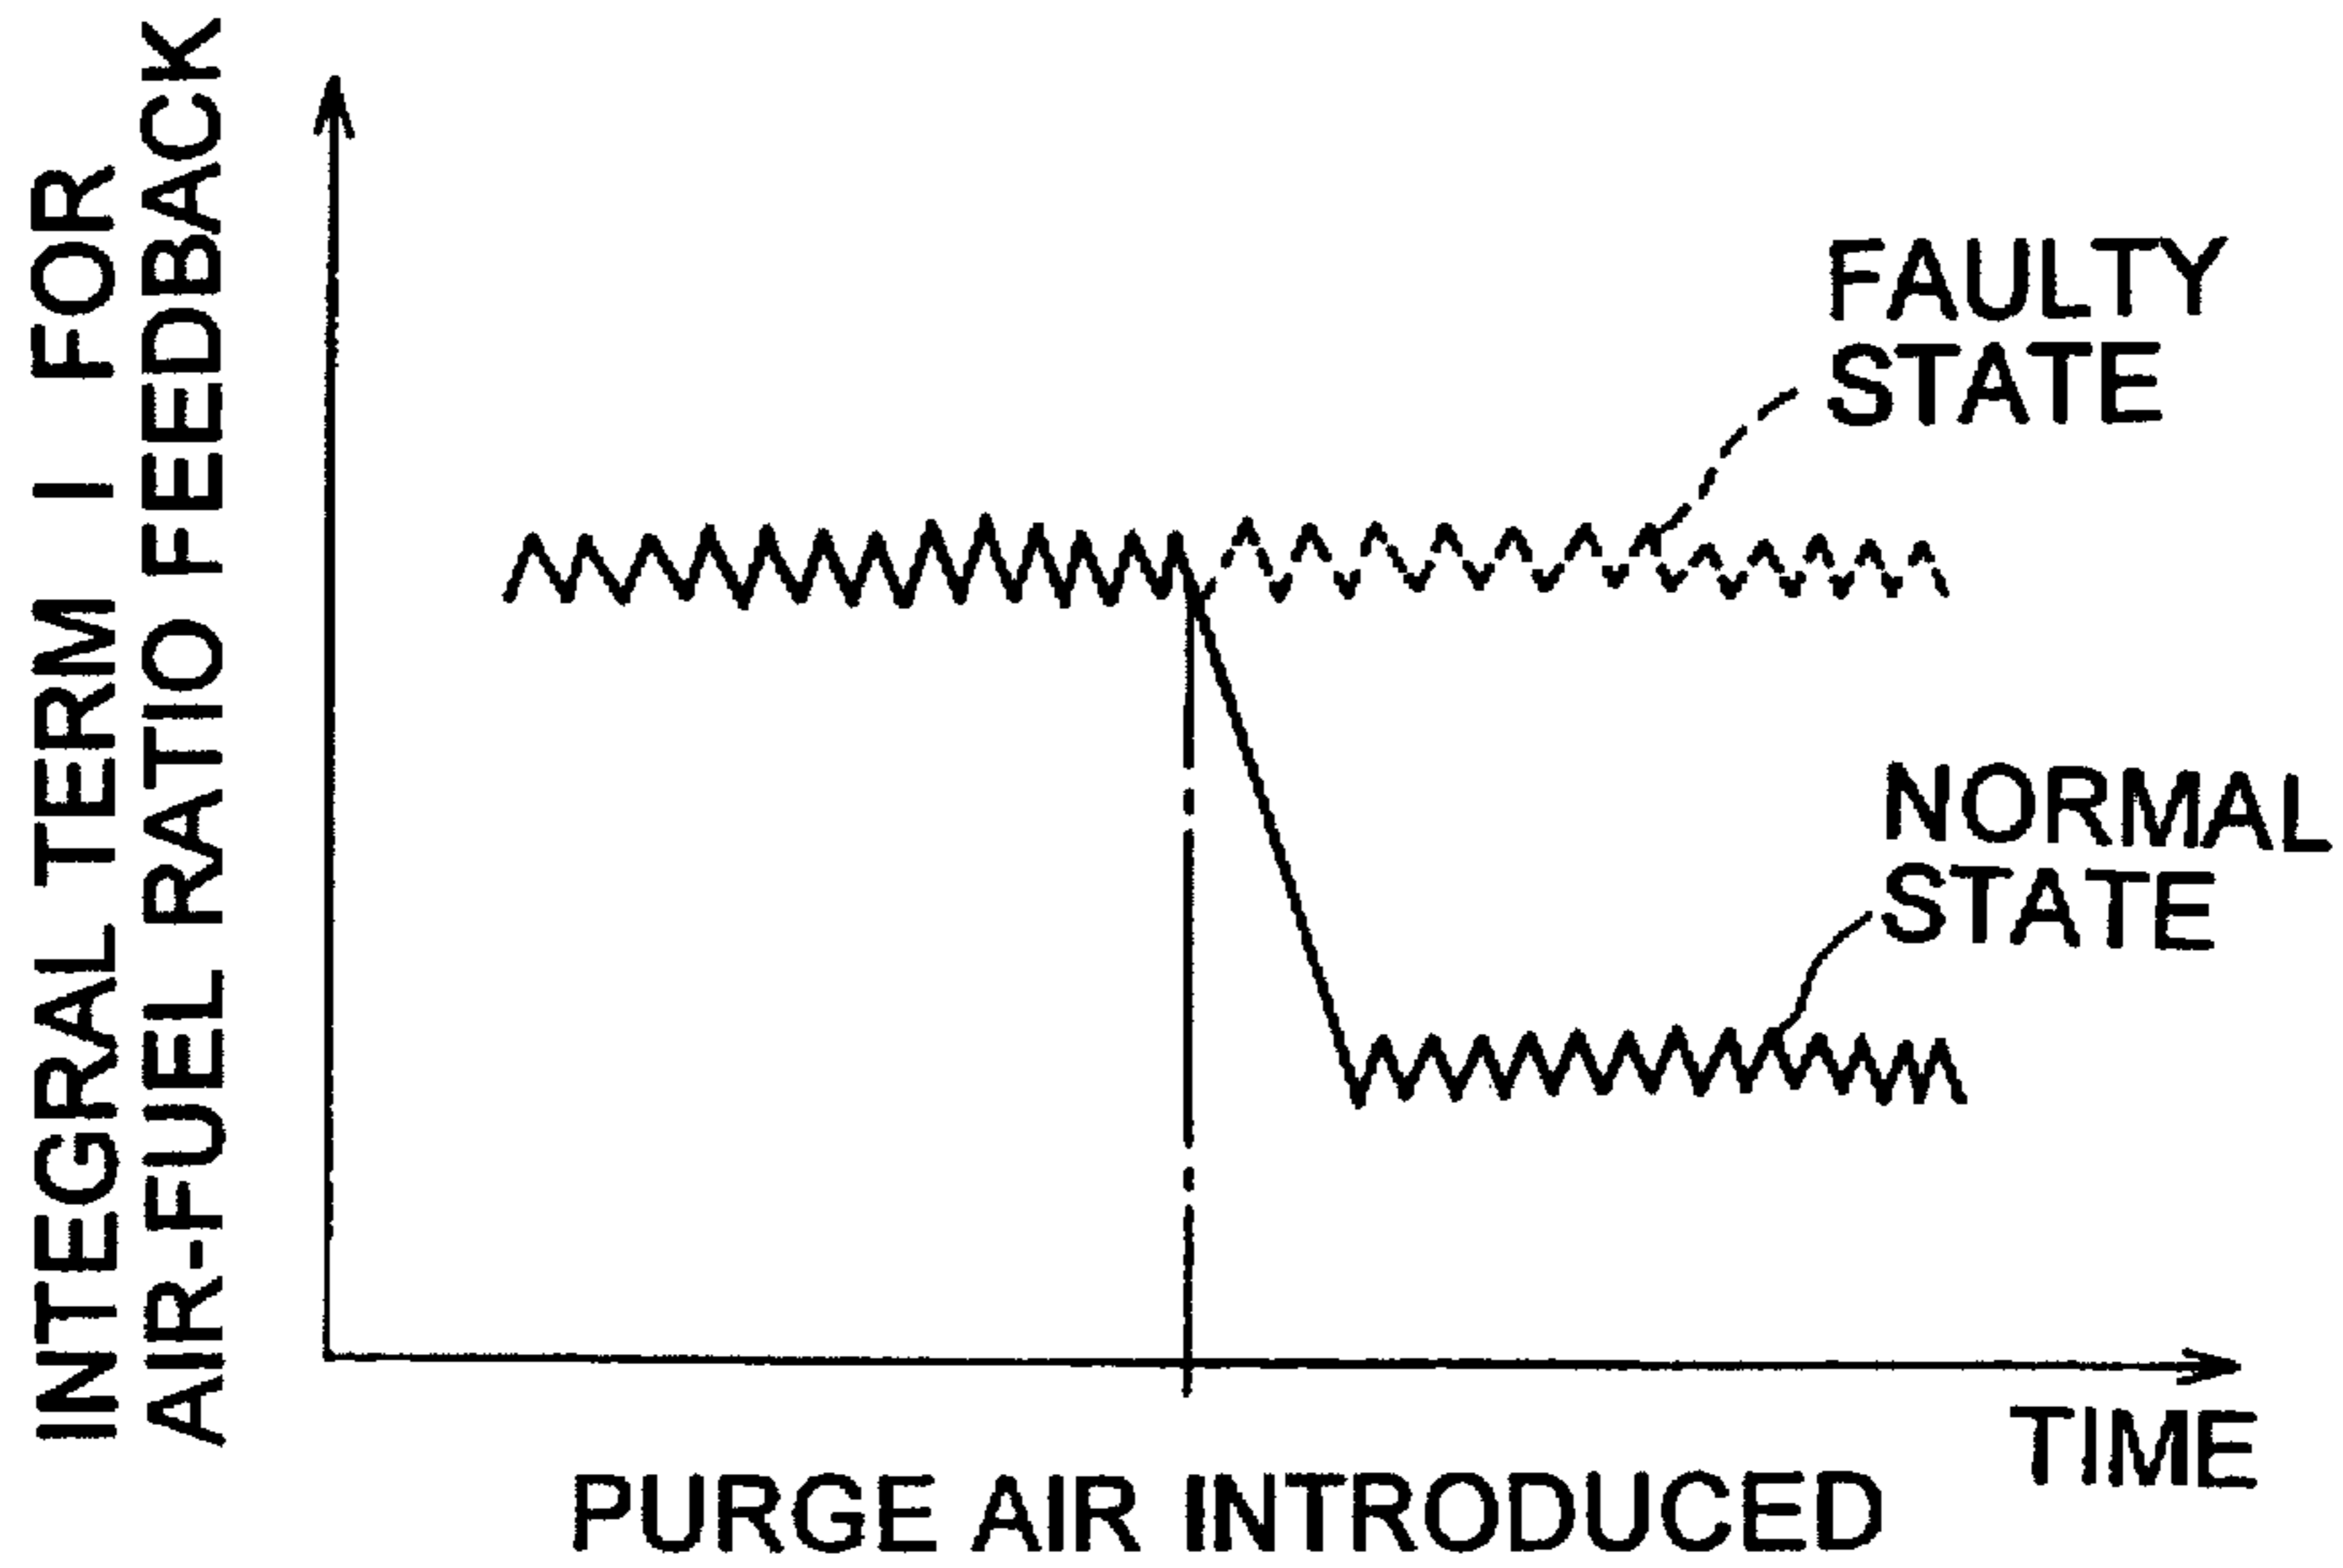 INTEGRAL TERM I FOR
AIR-FUEL RATIO FEEDBACK
FAULTY
STATE
NORMAL
STATE
TIME
PURGE AIR INTRODUCED